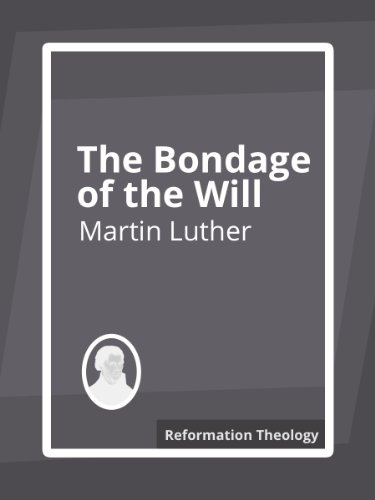 The Bondage
of the Will
Martin Luther
Reformation Theology